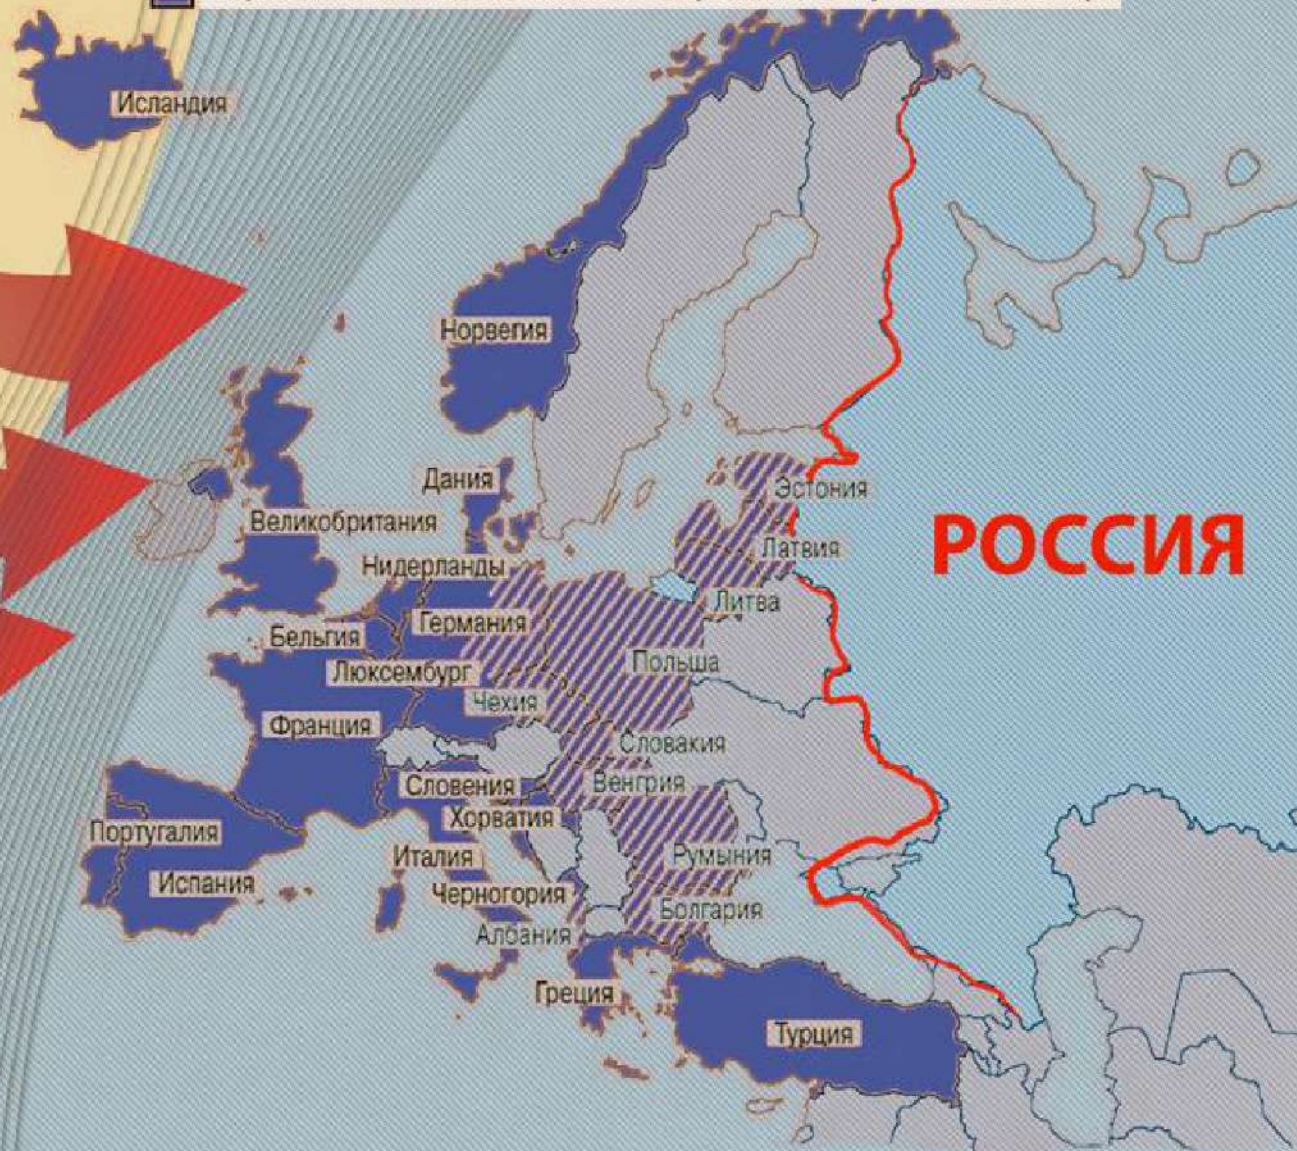 Исландия
Норвегия
Дания
Эстония
Великобритания
РОССИЯ
Латвия
Нидерланды
Литва
Германия
Бельгия
Польша
Люксембург
Чехия
Франция
Словакия
Венгрия
Словения
Хорватия
Португалия
Италия
Румыния
Испания
Черногория
Болгария
Албания
Греция
Турция